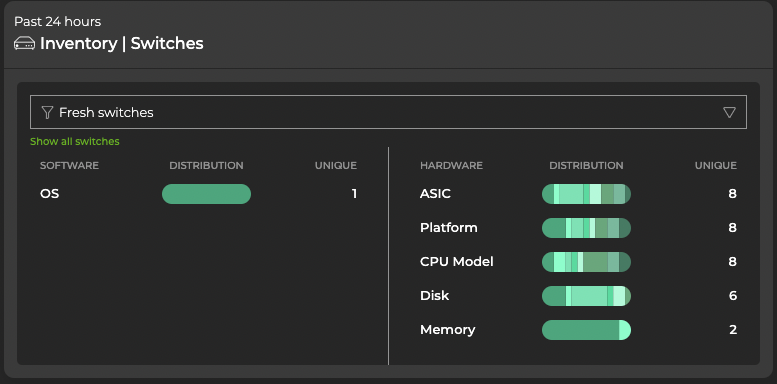 Past 24 hours
Inventory | Switches
Fresh switches
Show all switches
SOFTWARE DISTRIBUTION UNIQUE
OS 1
HARDWARE DISTRIBUTION UNIQUE
ASIC 8
Platform 8
CPU Model 8
Disk 6
Memory 2